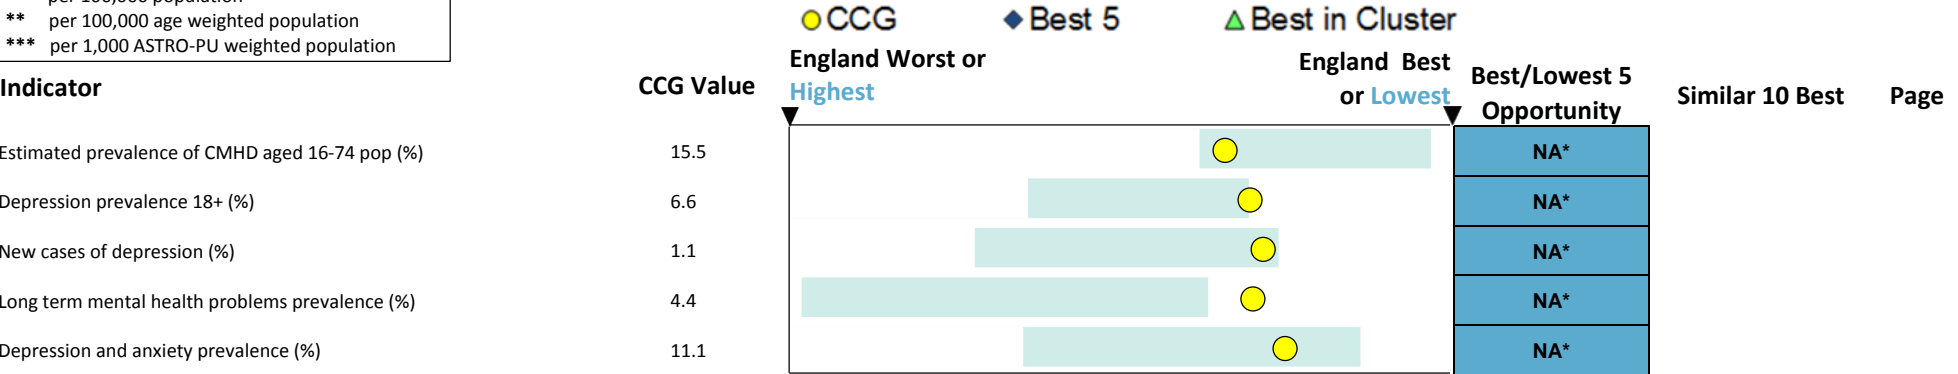 per 100,000 population
** per 100,000 age weighted population
*** per 1,000 ASTRO-PU weighted population
CCG Best 5 Best in Cluster
Indicator CCG Value England Worst or Highest England Best or Lowest Best/Lowest 5 Opportunity Similar 10 Best Page
Estimated prevalence of CMHD aged 16-74 pop (%) 15.5 NA*
Depression prevalence 18+ (%) 6.6 NA*
New cases of depression (%) 1.1 NA*
Long term mental health problems prevalence (%) 4.4 NA*
Depression and anxiety prevalence (%) 11.1 NA*